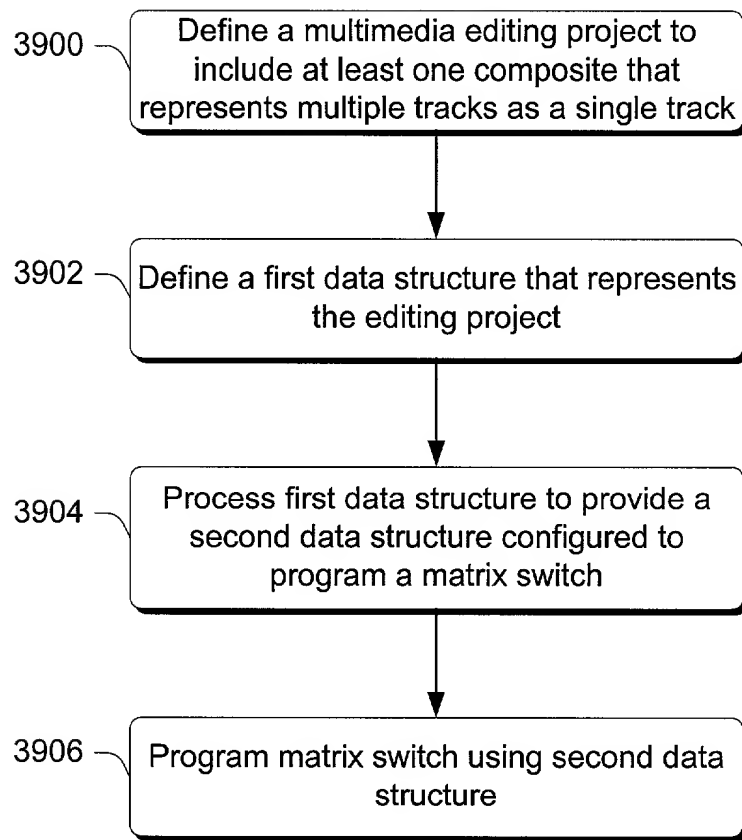 3900
Define a multimedia editing project to
include at least one composite that
represents multiple tracks as a single track
3902
Define a first data structure that represents
the editing project
3904
Process first data structure to provide a
second data structure configured to
program a matrix switch
3906
Program matrix switch using second data
structure